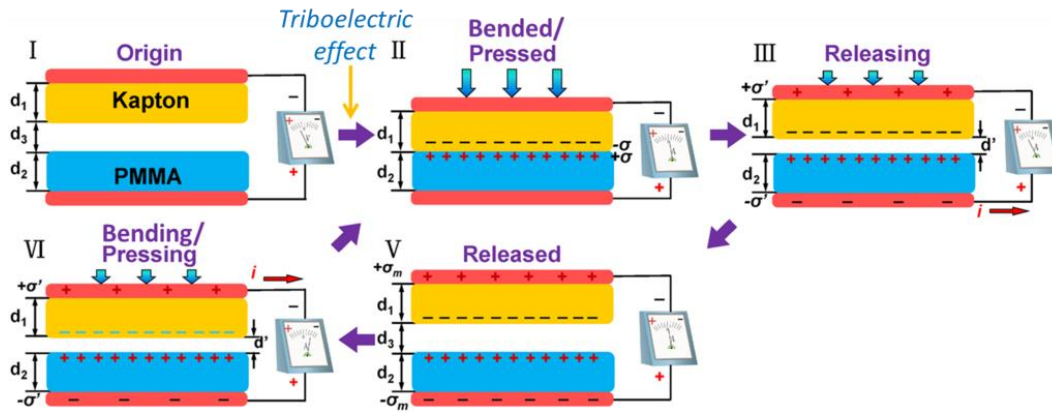 Triboelectric
effect
I
Origin
d₁
Kapton
d₃
d₂
PMMA
−
+
+
−
II
Bended/
Pressed
d₁
-σ
+σ
d₂
−
+
+
−
III
Releasing
+σ'
+ + + +
d₁
d'
d₂
-σ'
− − − −
i
−
+
+
−
VI
Bending/
Pressing
i
+σ'
+ + + +
d₁
d'
d₂
-σ'
− − − −
−
+
+
−
V
Released
+σₘ
+ + + + + +
d₁
d₃
d₂
-σₘ
− − − − − −
−
+
+
−